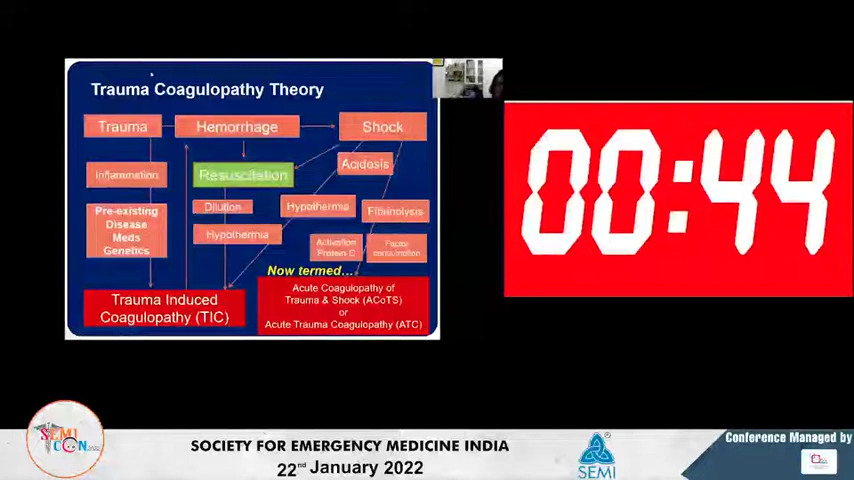 Trauma Coagulopathy Theory
Trauma
Hemorrhage
Shock
Acidosis
Inflammation
Resuscitation
Pre-existing
Disease
Meds
Genetics
Dilution
Hypothermia
Hypothermia
Fibrinolysis
Activation
Protein C
Factor
consumption
Now termed...
Trauma Induced
Coagulopathy (TIC)
Acute Coagulopathy of
Trauma & Shock (ACoTS)
or
Acute Trauma Coagulopathy (ATC)
00:44
SEMI
CON
SOCIETY FOR EMERGENCY MEDICINE INDIA
22nd January 2022
SEMI
Conference Managed by